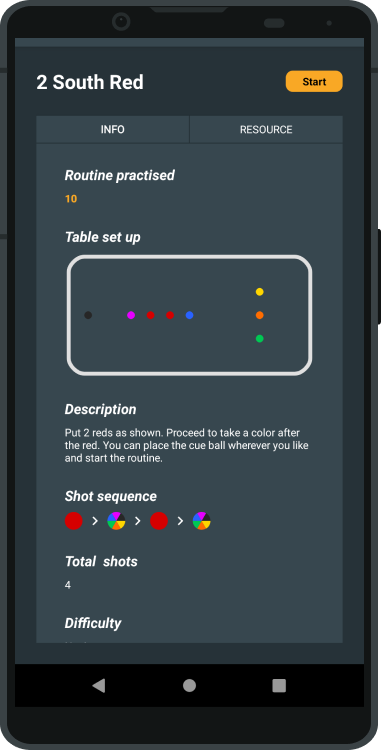 2 South Red
Start
INFO
RESOURCE
Routine practised
10
Table set up
Description
Put 2 reds as shown. Proceed to take a color after
the red. You can place the cue ball wherever you like
and start the routine.
Shot sequence
> > >
Total shots
4
Difficulty